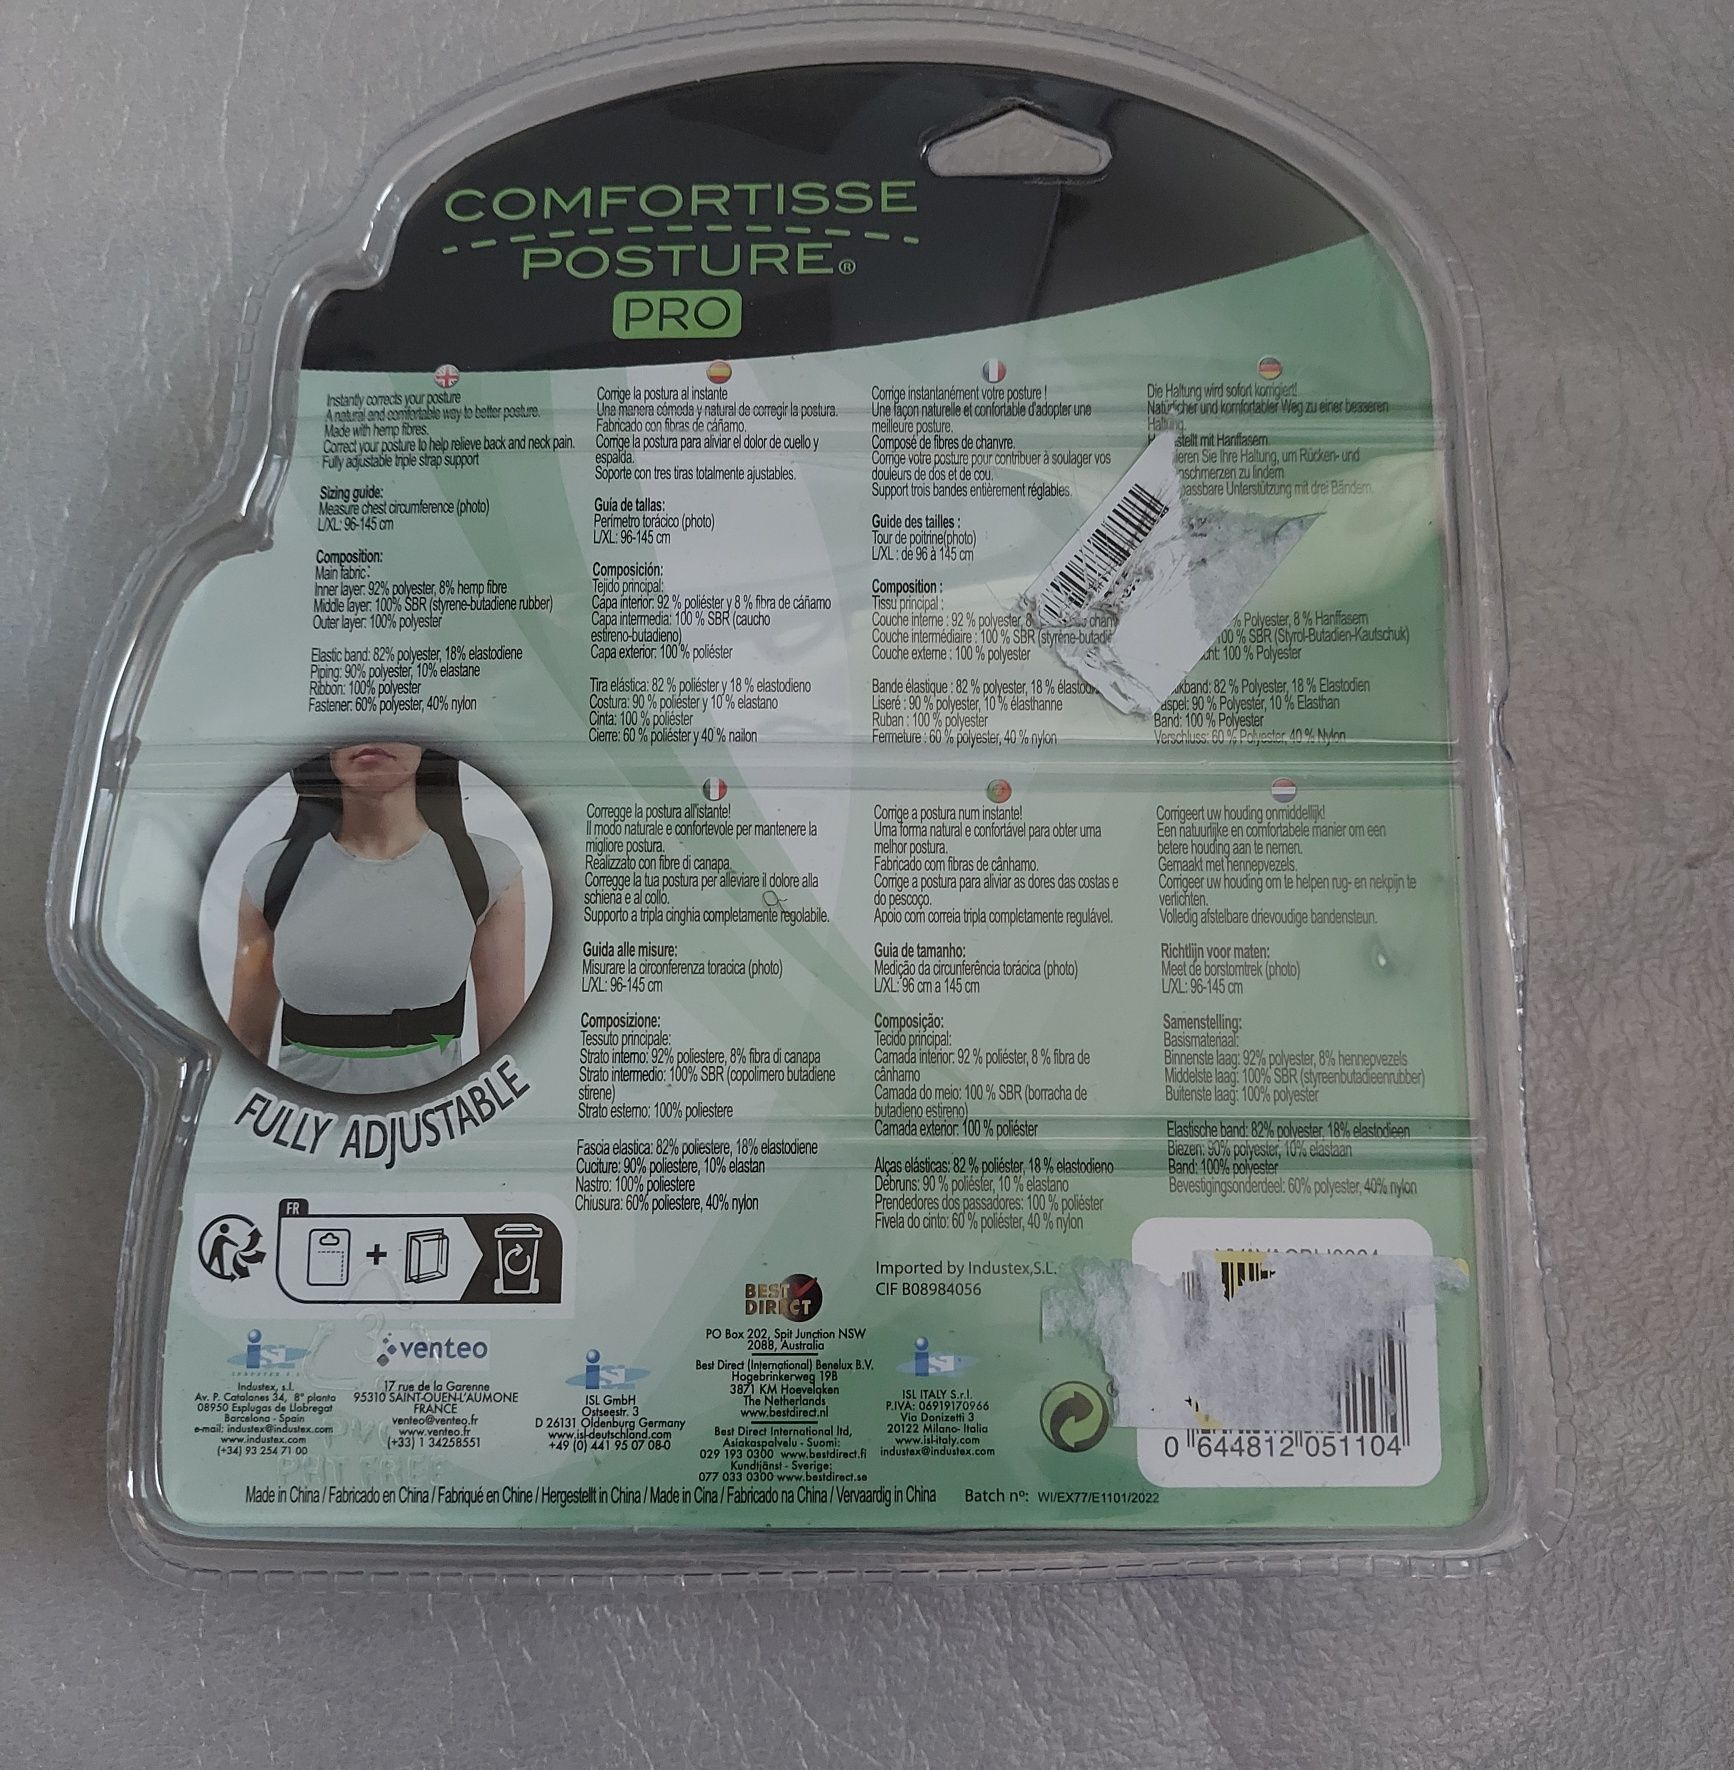 COMFORTISSE
POSTURE®
PRO
Instantly corrects your posture
A natural and comfortable way to better posture.
Made with hemp fibres.
Correct your posture to help relieve back and neck pain.
Fully adjustable triple strap support
Sizing guide:
Measure chest circumference (photo)
L/XL: 96-145 cm
Composition:
Main fabric:
Inner layer: 92% polyester, 8% hemp fibre
Middle layer: 100% SBR (styrene-butadiene rubber)
Outer layer: 100% polyester
Elastic band: 82% polyester, 18% elastodiene
Piping: 90% polyester, 10% elastane
Ribbon: 100% polyester
Fastener: 60% polyester, 40% nylon
Corrige la postura al instante
Una manera cómoda y natural de corregir la postura.
Fabricado con fibras de cáñamo.
Corrige la postura para aliviar el dolor de cuello y
espalda.
Soporte con tres tiras totalmente ajustables.
Guía de tallas:
Perímetro torácico (photo)
L/XL: 96-145 cm
Composición:
Tejido principal:
Capa interior: 92 % poliéster y 8 % fibra de cáñamo
Capa intermedia: 100 % SBR (caucho
estireno-butadieno)
Capa exterior: 100 % poliéster
Tira elástica: 82 % poliéster y 18 % elastodieno
Costura: 90 % poliéster y 10 % elastano
Cinta: 100 % poliéster
Cierre: 60 % poliéster y 40 % nailon
Corrige instantanément votre posture !
Une façon naturelle et confortable d'adopter une
meilleure posture.
Composé de fibres de chanvre.
Corrige votre posture pour contribuer à soulager vos
douleurs de dos et de cou.
Support trois bandes entièrement réglables.
Guide des tailles :
Tour de poitrine(photo)
L/XL : de 96 à 145 cm
Composition :
Tissu principal :
Couche interne : 92 % polyester, 8
Couche intermédiaire : 100 % SBR (styrène-butadi
Couche externe : 100 % polyester
Bande élastique : 82 % polyester, 18 % élastodi
Liseré : 90 % polyester, 10 % élasthanne
Ruban : 100 % polyester
Fermeture : 60 % polyester, 40 % nylon
Die Haltung wird sofort korrigiert!
Natürlicher und komfortabler Weg zu einer besseren
Haltung.
stellt mit Hanffasern.
ieren Sie Ihre Haltung, um Rücken- und
nschmerzen zu lindern
passbare Unterstützung mit drei Bändern.
% Polyester, 8 % Hanffasern
00 % SBR (Styrol-Butadien-Kautschuk)
ht: 100 % Polyester
kband: 82 % Polyester, 18 % Elastodien
aspel: 90 % Polyester, 10 % Elasthan
Band: 100 % Polyester
Verschluss: 60 % Polyester, 40 % Nylon
FULLY ADJUSTABLE
Corregge la postura all'istante!
Il modo naturale e confortevole per mantenere la
migliore postura.
Realizzato con fibre di canapa.
Corregge la tua postura per alleviare il dolore alla
schiena e al collo.
Supporto a tripla cinghia completamente regolabile.
Guida alle misure:
Misurare la circonferenza toracica (photo)
L/XL: 96-145 cm
Composizione:
Tessuto principale:
Strato interno: 92% poliestere, 8% fibra di canapa
Strato intermedio: 100% SBR (copolimero butadiene
stirene)
Strato esterno: 100% poliestere
Fascia elastica: 82% poliestere, 18% elastodiene
Cuciture: 90% poliestere, 10% elastan
Nastro: 100% poliestere
Chiusura: 60% poliestere, 40% nylon
Corrige a postura num instante!
Uma forma natural e confortável para obter uma
melhor postura.
Fabricado com fibras de cânhamo.
Corrige a postura para aliviar as dores das costas e
do pescoço.
Apoio com correia tripla completamente regulável.
Guia de tamanho:
Medição da circunferência torácica (photo)
L/XL: 96 cm a 145 cm
Composição:
Tecido principal:
Camada interior: 92 % poliéster, 8 % fibra de
cânhamo
Camada do meio: 100 % SBR (borracha de
butadieno estireno)
Camada exterior: 100 % poliéster
Alças elásticas: 82 % poliéster, 18 % elastodieno
Debruns: 90 % poliéster, 10 % elastano
Prendedores dos passadores: 100 % poliéster
Fivela do cinto: 60 % poliéster, 40 % nylon
Corrigeert uw houding onmiddellijk!
Een natuurlijke en comfortabele manier om een
betere houding aan te nemen.
Gemaakt met hennepvezels.
Corrigeer uw houding om te helpen rug- en nekpijn te
verlichten.
Volledig afstelbare drievoudige bandensteun.
Richtlijn voor maten:
Meet de borstomtrek (photo)
L/XL: 96-145 cm
Samenstelling:
Basismateriaal:
Binnenste laag: 92% polyester, 8% hennepvezels
Middelste laag: 100% SBR (styreenbutadieenrubber)
Buitenste laag: 100% polyester
Elastische band: 82% polyester, 18% elastodieen
Biezen: 90% polyester, 10% elastaan
Band: 100% polyester
Bevestigingsonderdeel: 60% polyester, 40% nylon
FR
+
Imported by Industex,S.L.
CIF B08984056
isl
Industex, s.l.
Av. P. Catalanes 34, 8ª planta
08950 Esplugas de Llobregat
Barcelona - Spain
e-mail: industex@industex.com
www.industex.com
(+34) 93 254 71 00
venteo
17 rue de la Garenne
95310 SAINT-OUEN-L'AUMONE
FRANCE
venteo@venteo.fr
www.venteo.fr
(+33) 1 34258551
3
PVC
PHT FREE
isl
ISL GmbH
Ostseestr. 3
D 26131 Oldenburg Germany
www.isl-deutschland.com
+49 (0) 441 95 07 08-0
BEST
DIRECT
PO Box 202, Spit Junction NSW
2088, Australia
Best Direct (International) Benelux B.V.
Hogebrinkerweg 19B
3871 KM Hoevelaken
The Netherlands
www.bestdirect.nl
Best Direct International ltd,
Asiakaspalvelu - Suomi:
029 193 0300 www.bestdirect.fi
Kundtjänst - Sverige:
077 033 0300 www.bestdirect.se
isl
ISL ITALY S.r.l.
P.IVA: 06919170966
Via Donizetti 3
20122 Milano- Italia
www.isl-italy.com
industex@industex.com
0 644812 051104
Made in China / Fabricado en China / Fabriqué en Chine / Hergestellt in China / Made in Cina / Fabricado na China / Vervaardig in China
Batch nº: WI/EX77/E1101/2022